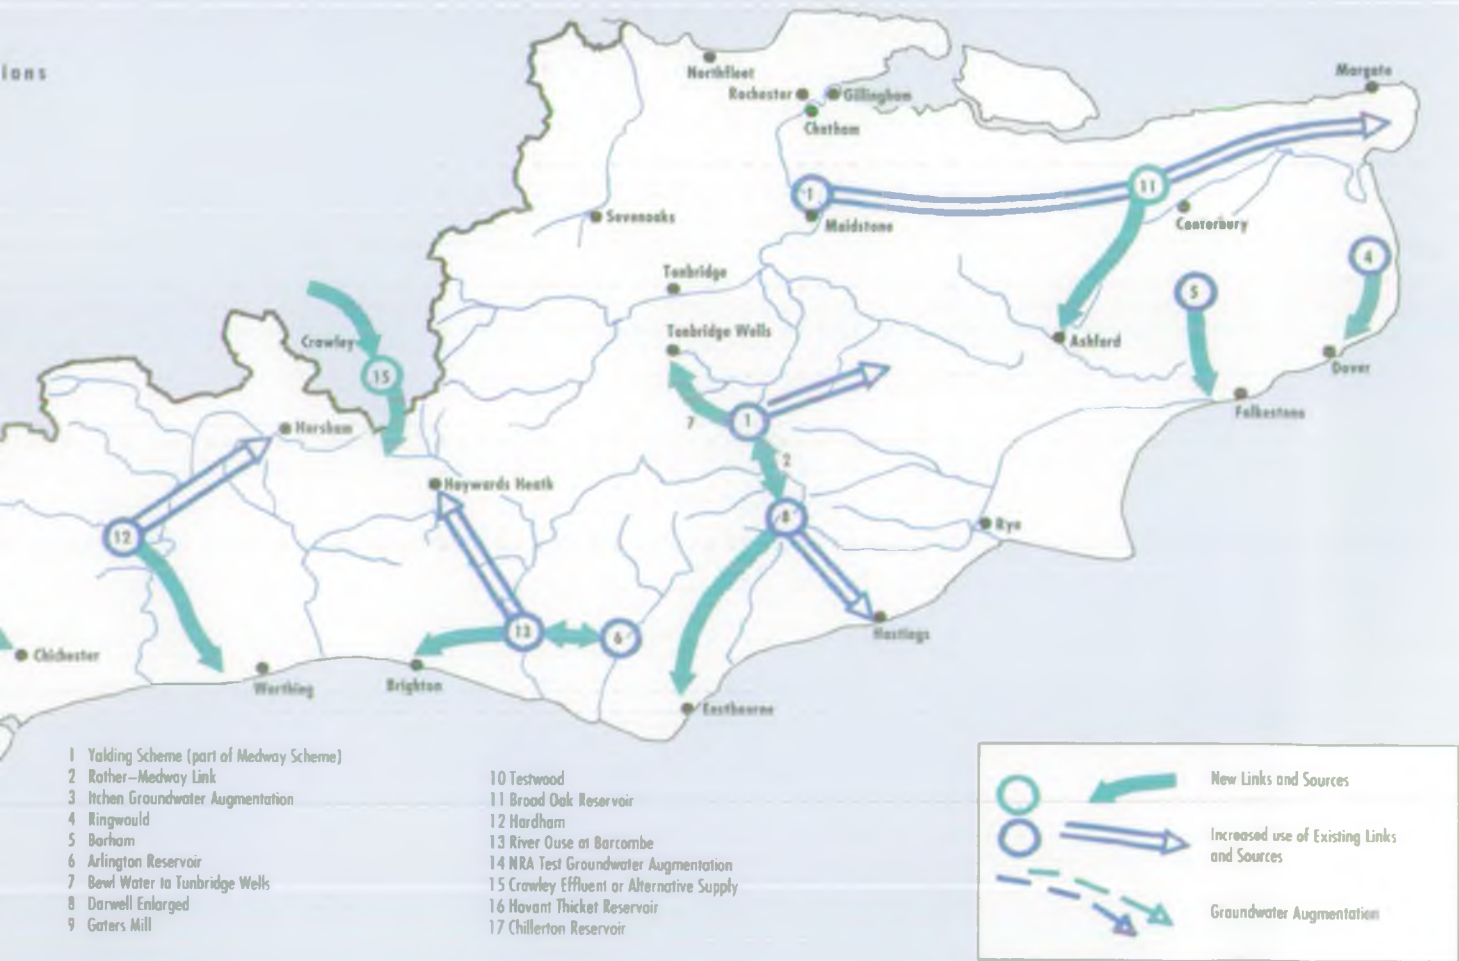 ions
Northfleet
Rochester
Gillingham
Chatham
Margate
1
11
Sevenoaks
Maidstone
Canterbury
4
Tonbridge
5
Crawley
Tonbridge Wells
Ashford
15
Dover
Folkestone
Horsham
7
1
2
Haywards Heath
12
8
Rye
13
6
Hastings
Chichester
Worthing
Brighton
Eastbourne
1 Yalding Scheme (part of Medway Scheme)
2 Rother–Medway Link
3 Itchen Groundwater Augmentation
4 Ringwould
5 Barham
6 Arlington Reservoir
7 Bewl Water to Tunbridge Wells
8 Darwell Enlarged
9 Gaters Mill
10 Testwood
11 Broad Oak Reservoir
12 Hardham
13 River Ouse at Barcombe
14 NRA Test Groundwater Augmentation
15 Crawley Effluent or Alternative Supply
16 Havant Thicket Reservoir
17 Chillerton Reservoir
New Links and Sources
Increased use of Existing Links
and Sources
Groundwater Augmentation